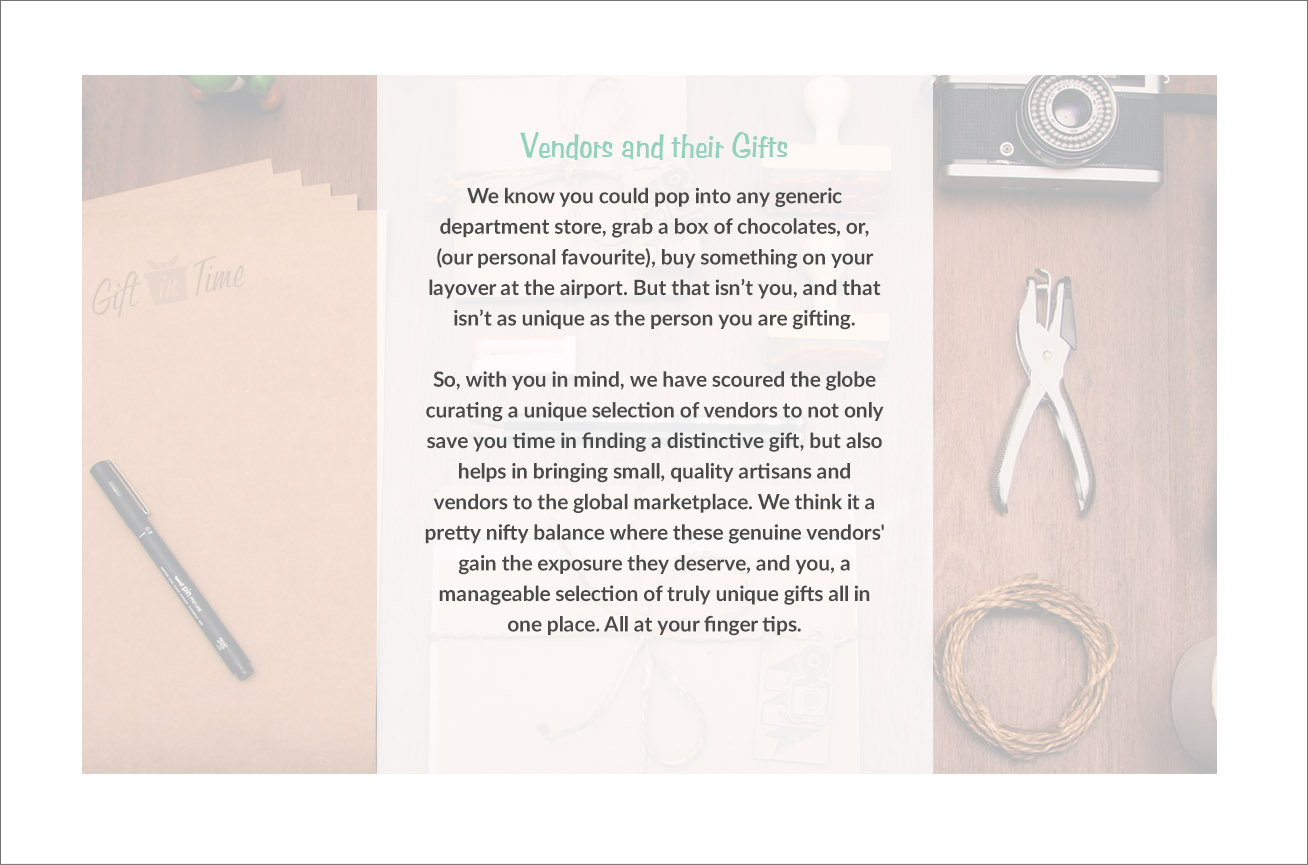 Vendors and their Gifts
We know you could pop into any generic
department store, grab a box of chocolates, or,
(our personal favourite), buy something on your
layover at the airport. But that isn’t you, and that
isn’t as unique as the person you are gifting.
So, with you in mind, we have scoured the globe
curating a unique selection of vendors to not only
save you time in finding a distinctive gift, but also
helps in bringing small, quality artisans and
vendors to the global marketplace. We think it a
pretty nifty balance where these genuine vendors'
gain the exposure they deserve, and you, a
manageable selection of truly unique gifts all in
one place. All at your finger tips.
Gift in Time
uni pin